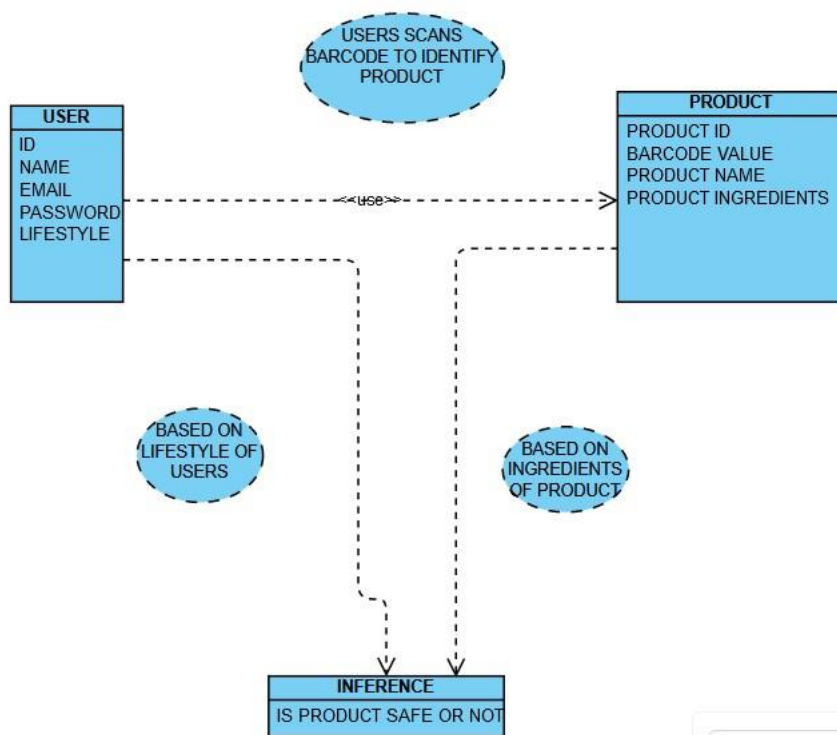 USERS SCANS
BARCODE TO IDENTIFY
PRODUCT
USER
ID
NAME
EMAIL
PASSWORD
LIFESTYLE
<<use>>
PRODUCT
PRODUCT ID
BARCODE VALUE
PRODUCT NAME
PRODUCT INGREDIENTS
BASED ON
LIFESTYLE OF
USERS
BASED ON
INGREDIENTS
OF PRODUCT
INFERENCE
IS PRODUCT SAFE OR NOT